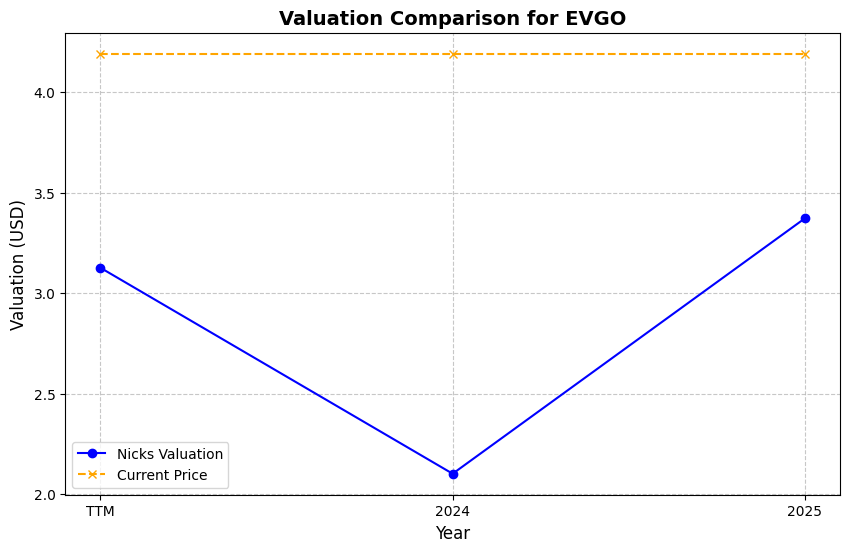 Valuation Comparison for EVGO
Valuation (USD)
4.0
3.5
3.0
2.5
2.0
Nicks Valuation
Current Price
TTM 2024 2025
Year